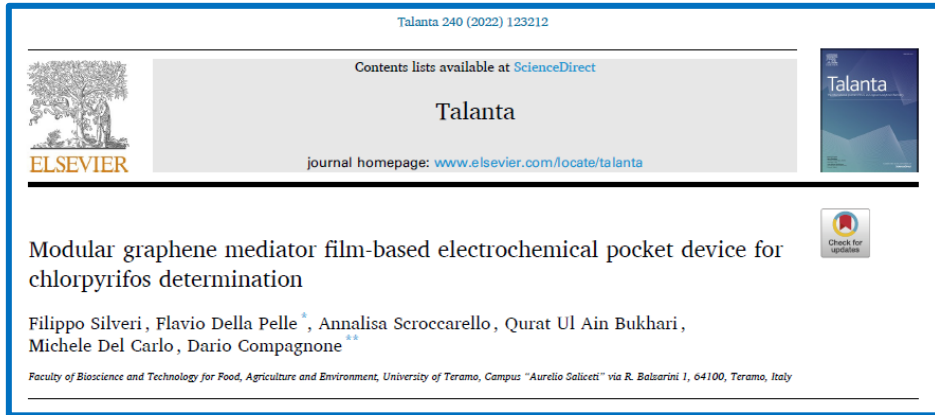 Talanta 240 (2022) 123212
Contents lists available at ScienceDirect
Talanta
journal homepage: www.elsevier.com/locate/talanta
ELSEVIER
Talanta
Check for
updates
Modular graphene mediator film-based electrochemical pocket device for
chlorpyrifos determination
Filippo Silveri, Flavio Della Pelle *, Annalisa Scroccarello, Qurat Ul Ain Bukhari,
Michele Del Carlo, Dario Compagnone **
Faculty of Bioscience and Technology for Food, Agriculture and Environment, University of Teramo, Campus "Aurelio Saliceti" via R. Balzarini 1, 64100, Teramo, Italy